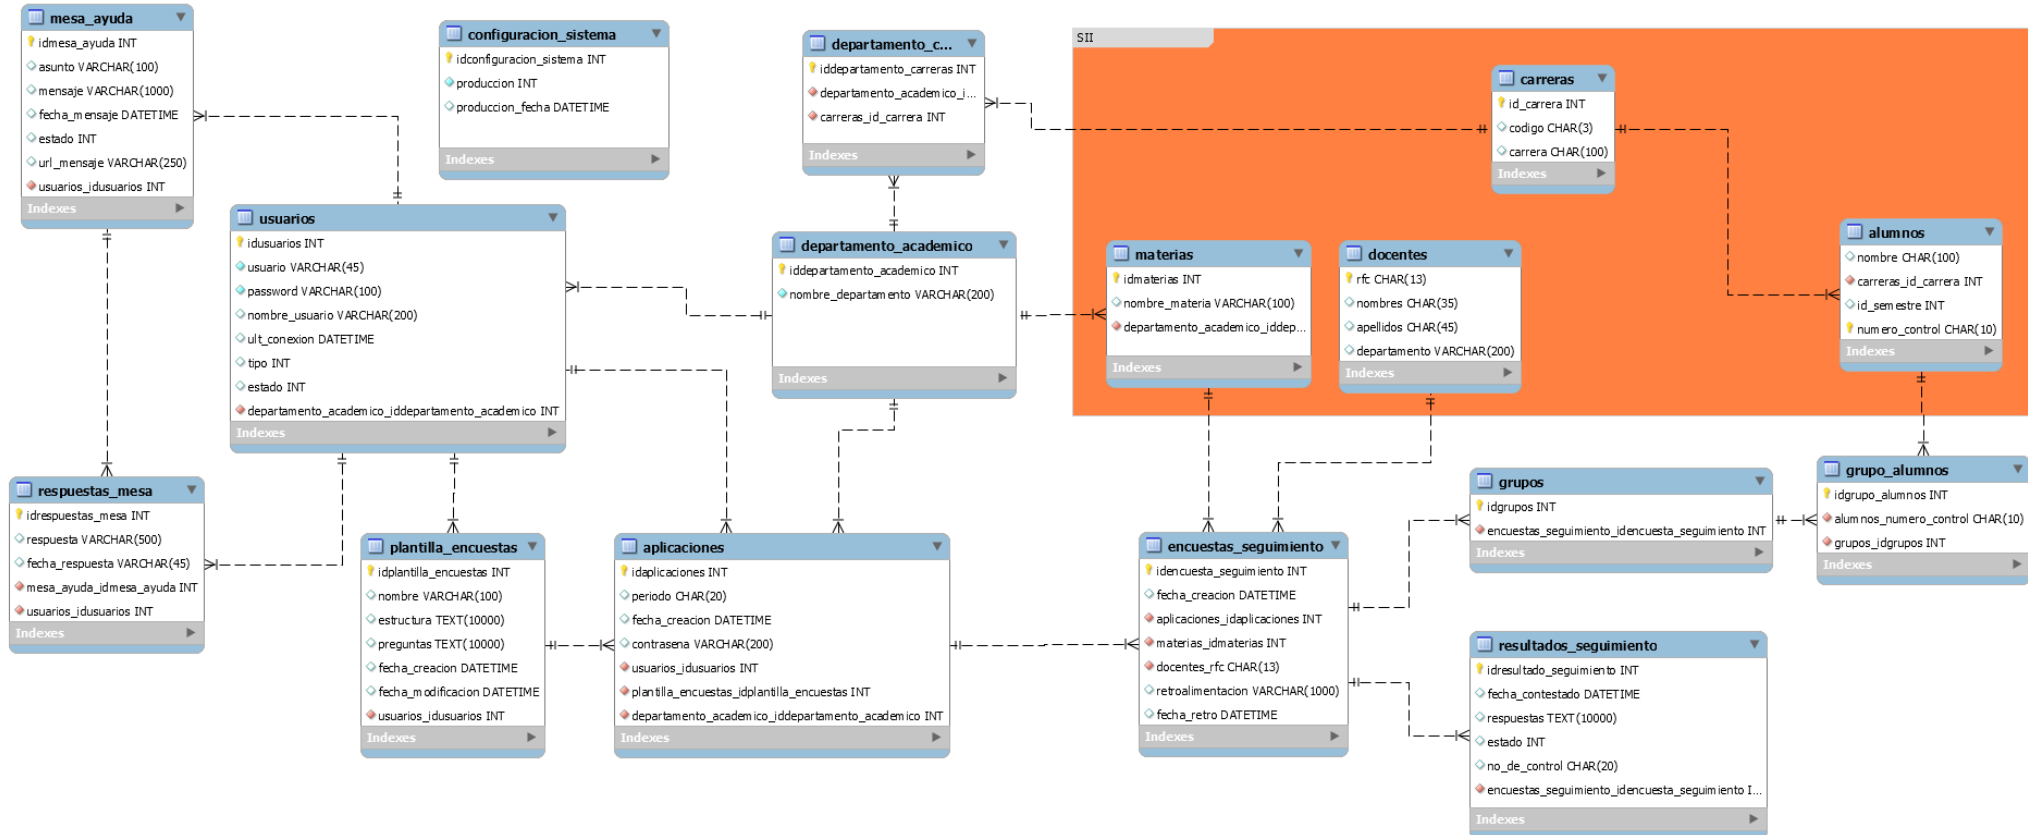 mesa_ayuda
idmesa_ayuda INT
asunto VARCHAR(100)
mensaje VARCHAR(1000)
fecha_mensaje DATETIME
estado INT
url_mensaje VARCHAR(250)
usuarios_idusuarios INT
Indexes
configuracion_sistema
idconfiguracion_sistema INT
produccion INT
produccion_fecha DATETIME
Indexes
departamento_c...
iddepartamento_carreras INT
departamento_academico_i...
carreras_id_carrera INT
Indexes
SII
carreras
id_carrera INT
codigo CHAR(3)
carrera CHAR(100)
Indexes
usuarios
idusuarios INT
usuario VARCHAR(45)
password VARCHAR(100)
nombre_usuario VARCHAR(200)
ult_conexion DATETIME
tipo INT
estado INT
departamento_academico_iddepartamento_academico INT
Indexes
departamento_academico
iddepartamento_academico INT
nombre_departamento VARCHAR(200)
Indexes
materias
idmaterias INT
nombre_materia VARCHAR(100)
departamento_academico_iddep...
Indexes
docentes
rfc CHAR(13)
nombres CHAR(35)
apellidos CHAR(45)
departamento VARCHAR(200)
Indexes
alumnos
nombre CHAR(100)
carreras_id_carrera INT
id_semestre INT
numero_control CHAR(10)
Indexes
respuestas_mesa
idrespuestas_mesa INT
respuesta VARCHAR(500)
fecha_respuesta VARCHAR(45)
mesa_ayuda_idmesa_ayuda INT
usuarios_idusuarios INT
Indexes
plantilla_encuestas
idplantilla_encuestas INT
nombre VARCHAR(100)
estructura TEXT(10000)
preguntas TEXT(10000)
fecha_creacion DATETIME
fecha_modificacion DATETIME
usuarios_idusuarios INT
Indexes
aplicaciones
idaplicaciones INT
periodo CHAR(20)
fecha_creacion DATETIME
contrasena VARCHAR(200)
usuarios_idusuarios INT
plantilla_encuestas_idplantilla_encuestas INT
departamento_academico_iddepartamento_academico INT
Indexes
encuestas_seguimiento
idencuesta_seguimiento INT
fecha_creacion DATETIME
aplicaciones_idaplicaciones INT
materias_idmaterias INT
docentes_rfc CHAR(13)
retroalimentacion VARCHAR(1000)
fecha_retro DATETIME
Indexes
grupos
idgrupos INT
encuestas_seguimiento_idencuesta_seguimiento INT
Indexes
grupo_alumnos
idgrupo_alumnos INT
alumnos_numero_control CHAR(10)
grupos_idgrupos INT
Indexes
resultados_seguimiento
idresultado_seguimiento INT
fecha_contestado DATETIME
respuestas TEXT(10000)
estado INT
no_de_control CHAR(20)
encuestas_seguimiento_idencuesta_seguimiento I...
Indexes